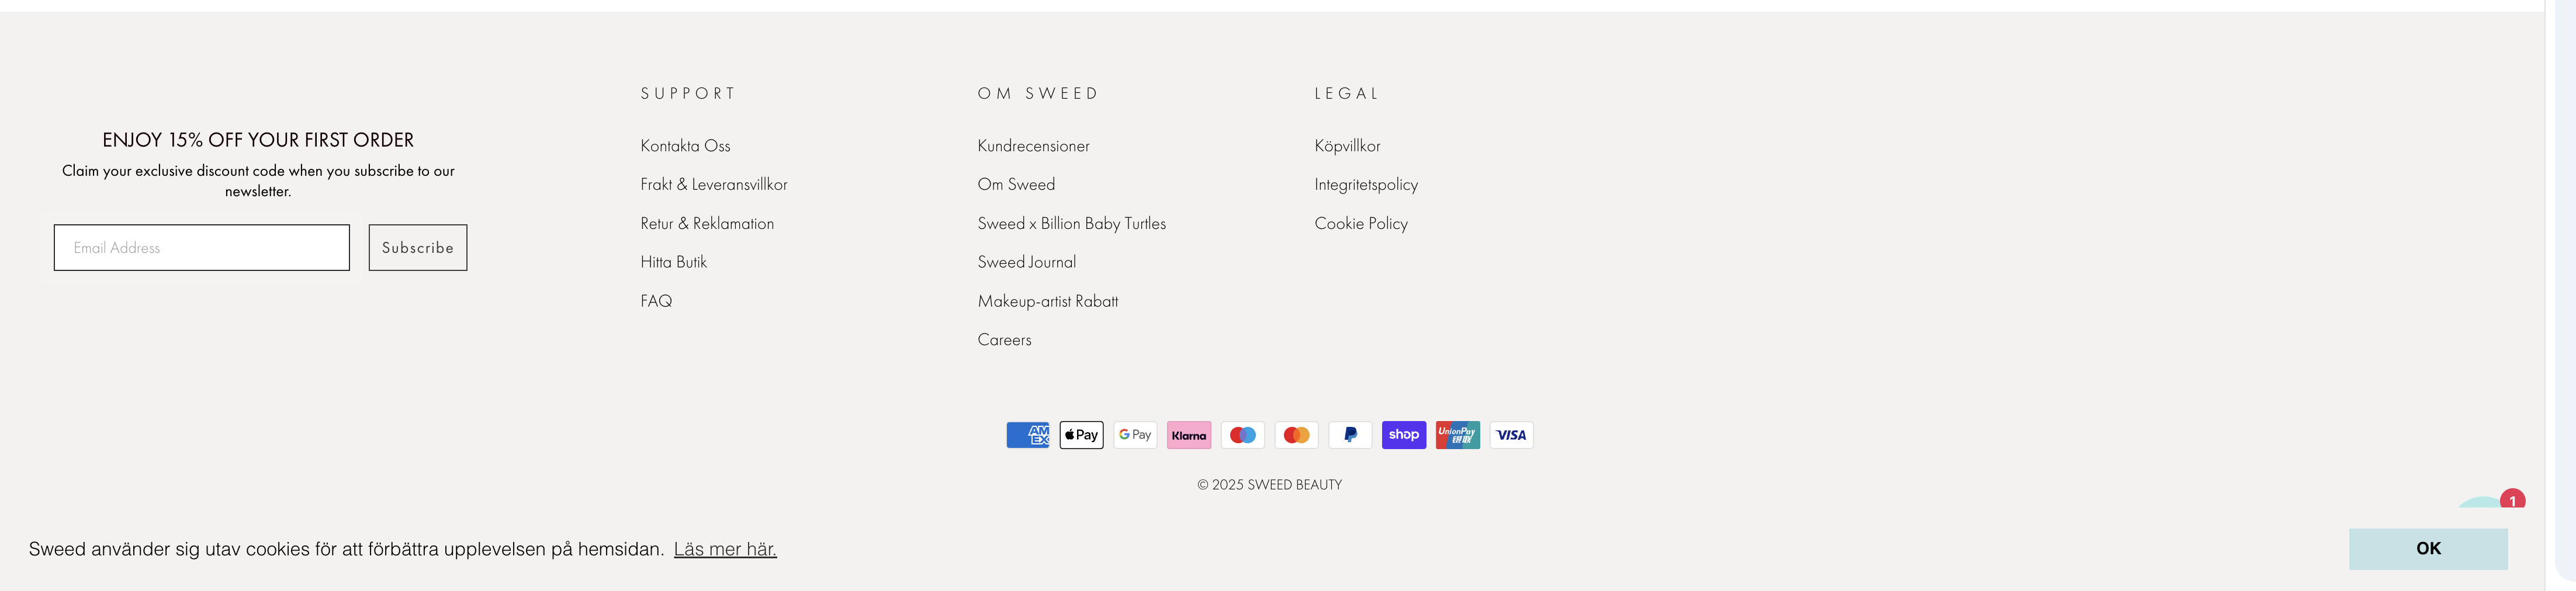 ENJOY 15% OFF YOUR FIRST ORDER
Claim your exclusive discount code when you subscribe to our
newsletter.
Email Address
Subscribe
SUPPORT
Kontakta Oss
Frakt & Leveransvillkor
Retur & Reklamation
Hitta Butik
FAQ
OM SWEED
Kundrecensioner
Om Sweed
Sweed x Billion Baby Turtles
Sweed Journal
Makeup-artist Rabatt
Careers
LEGAL
Köpvillkor
Integritetspolicy
Cookie Policy
AM
EX
Pay
G Pay
Klarna
shop
UnionPay
银联
VISA
© 2025 SWEED BEAUTY
1
Sweed använder sig utav cookies för att förbättra upplevelsen på hemsidan. Läs mer här.
OK